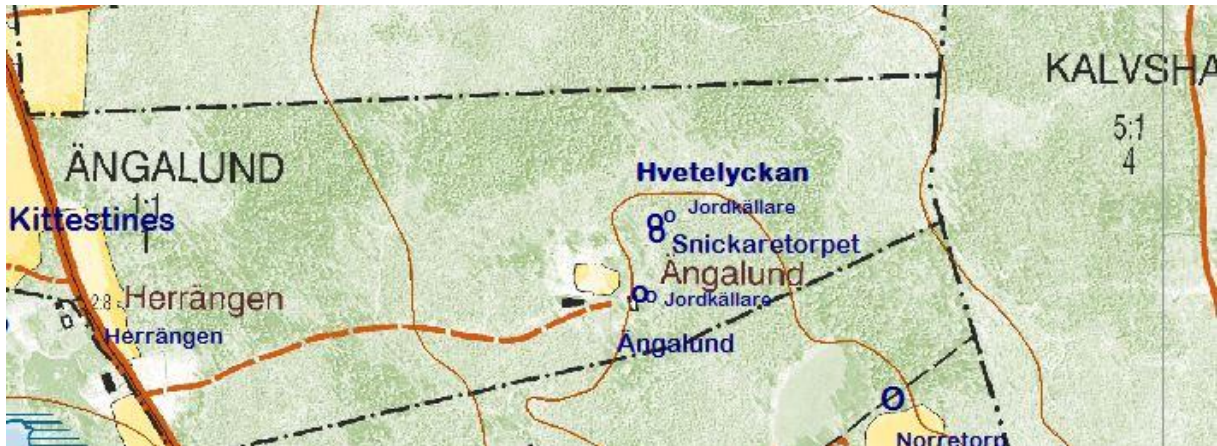 KALVSHA
5:1
4
ÄNGALUND
1:1
Hvetelyckan
Jordkällare
Kittestines
Snickaretorpet
Ängalund
Herrängen
2.8
Jordkällare
Herrängen
Ängalund
Norretorp